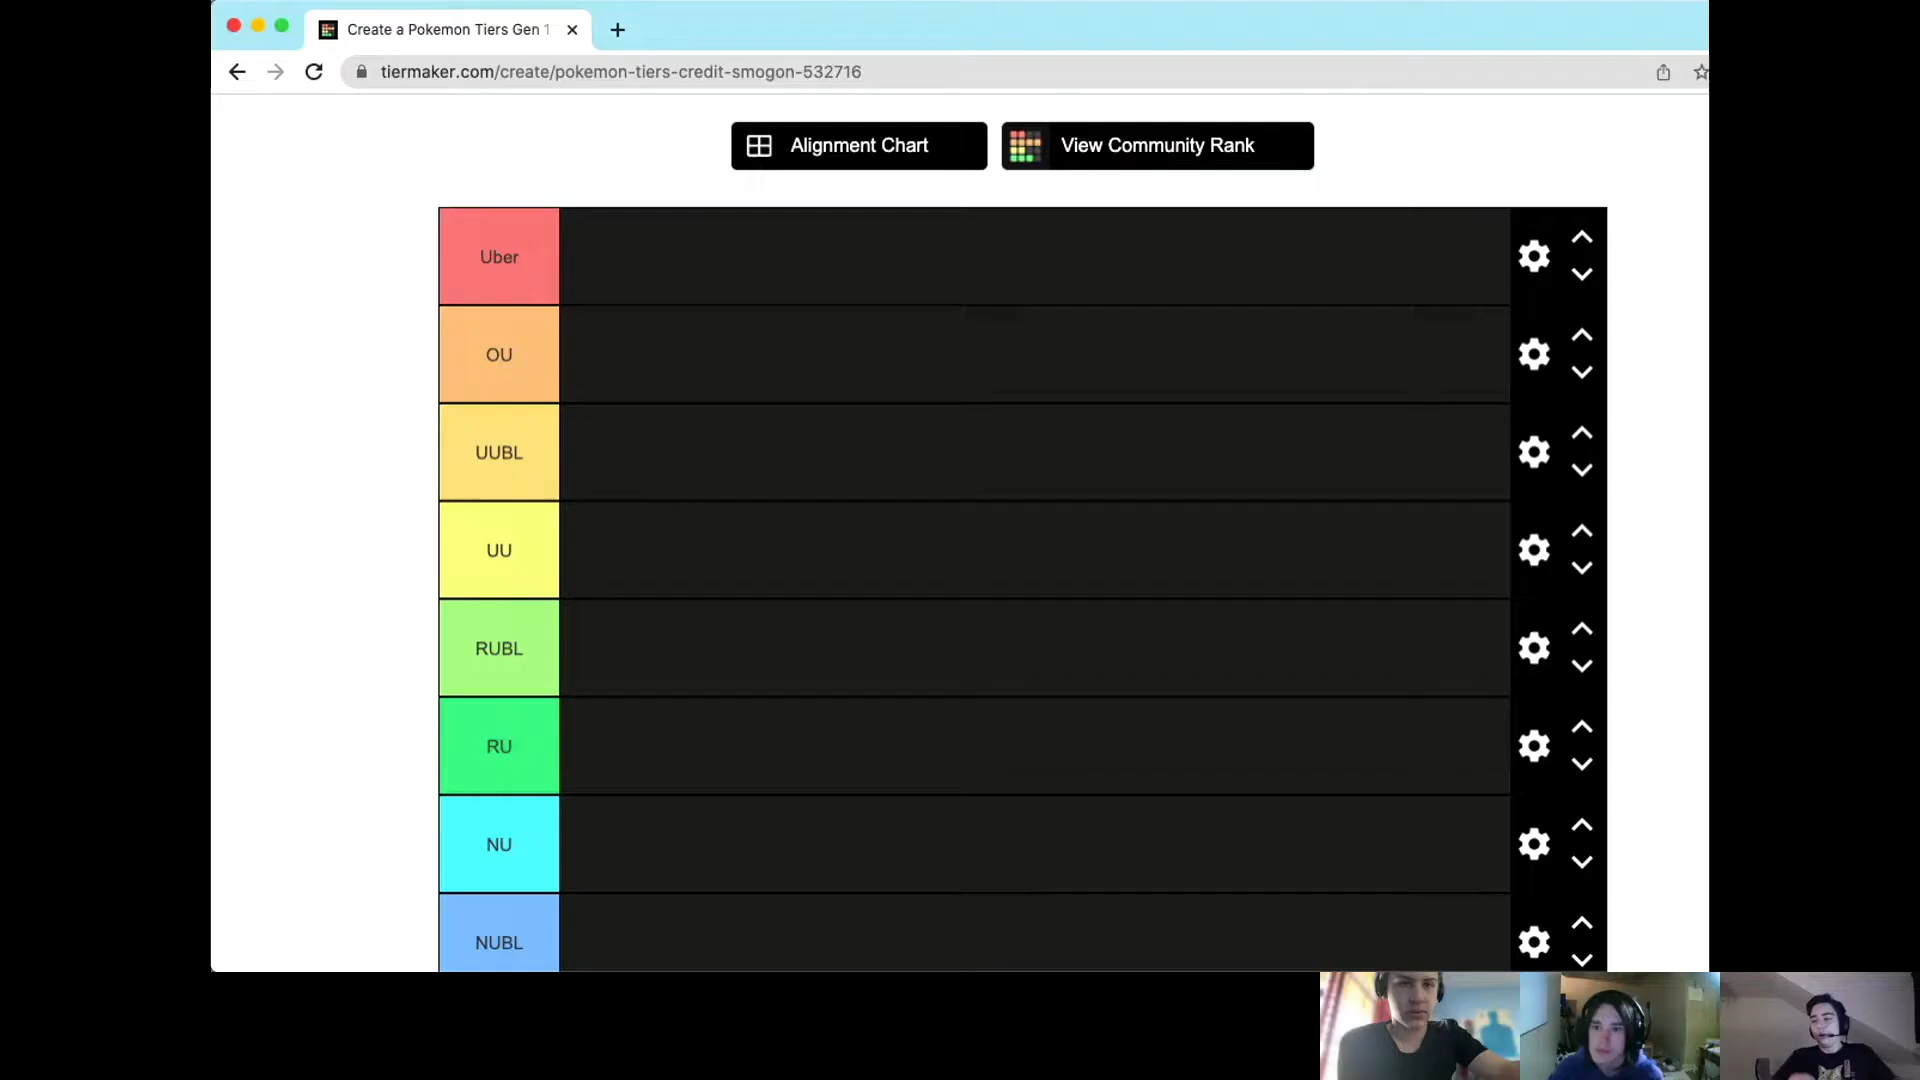 Create a Pokemon Tiers Gen 1
tiermaker.com/create/pokemon-tiers-credit-smogon-532716
Alignment Chart
View Community Rank
Uber
OU
UUBL
UU
RUBL
RU
NU
NUBL